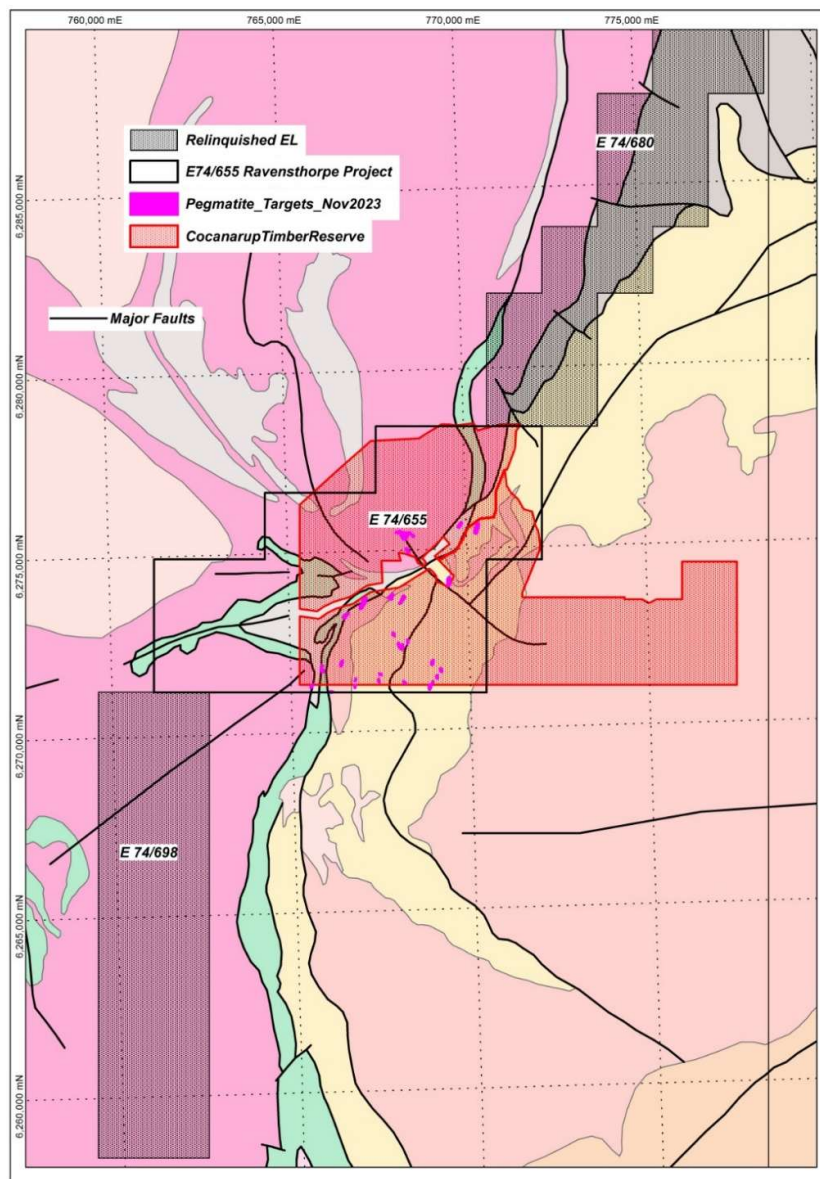 760,000 mE
765,000 mE
770,000 mE
775,000 mE
Relinquished EL
E74/655 Ravensthorpe Project
Pegmatite_Targets_Nov2023
CocanarupTimberReserve
Major Faults
E 74/680
E 74/655
E 74/698
6,285,000 mN
6,280,000 mN
6,275,000 mN
6,270,000 mN
6,265,000 mN
6,260,000 mN